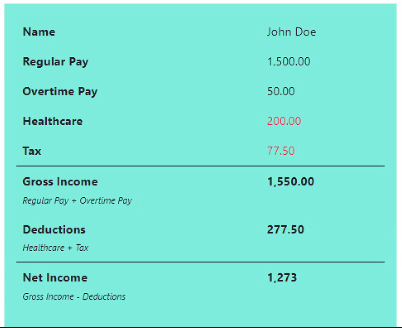 Name John Doe
Regular Pay 1,500.00
Overtime Pay 50.00
Healthcare 200.00
Tax 77.50
Gross Income 1,550.00
Regular Pay + Overtime Pay
Deductions 277.50
Healthcare + Tax
Net Income 1,273
Gross Income - Deductions